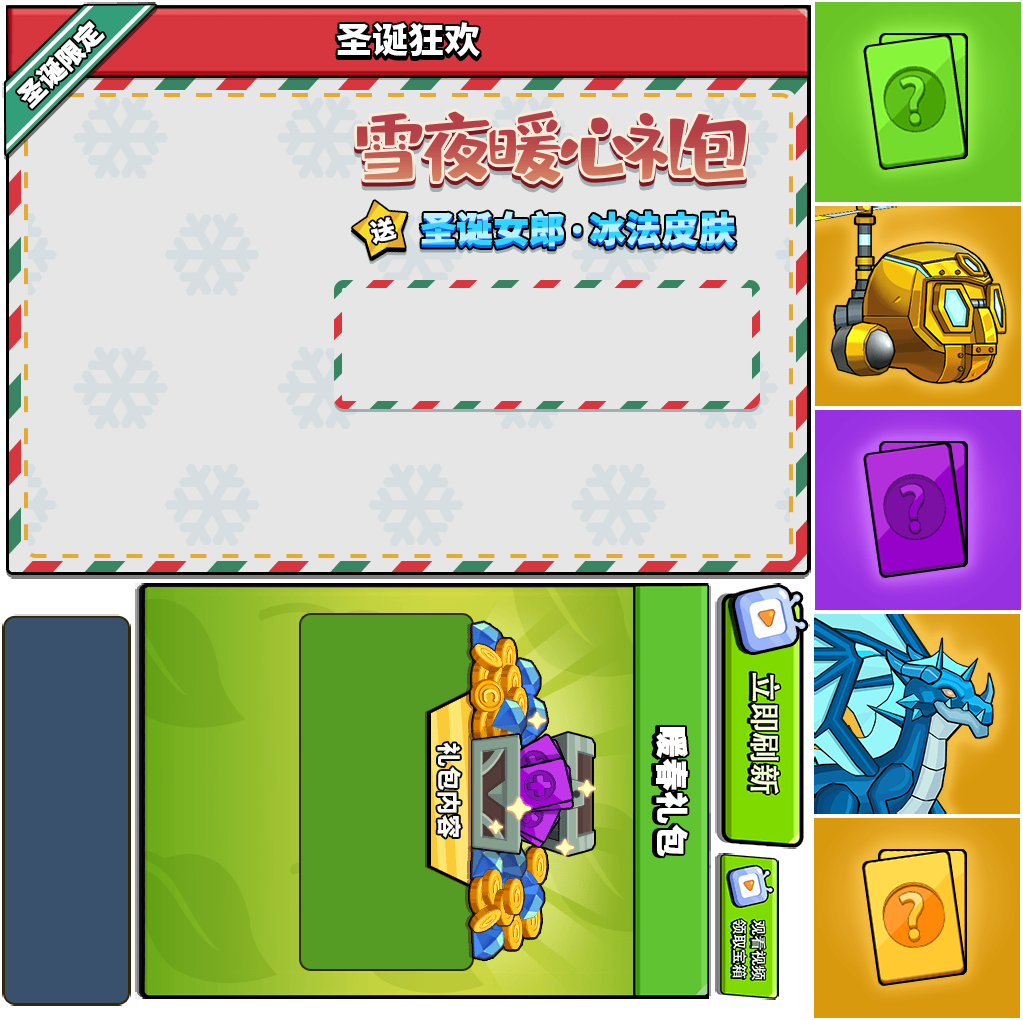 圣诞限定
圣诞狂欢
雪夜暖心礼包
送
圣诞女郎·冰法皮肤
?
?
?
暖春礼包
礼包内容
立即刷新
观看视频
领取宝箱